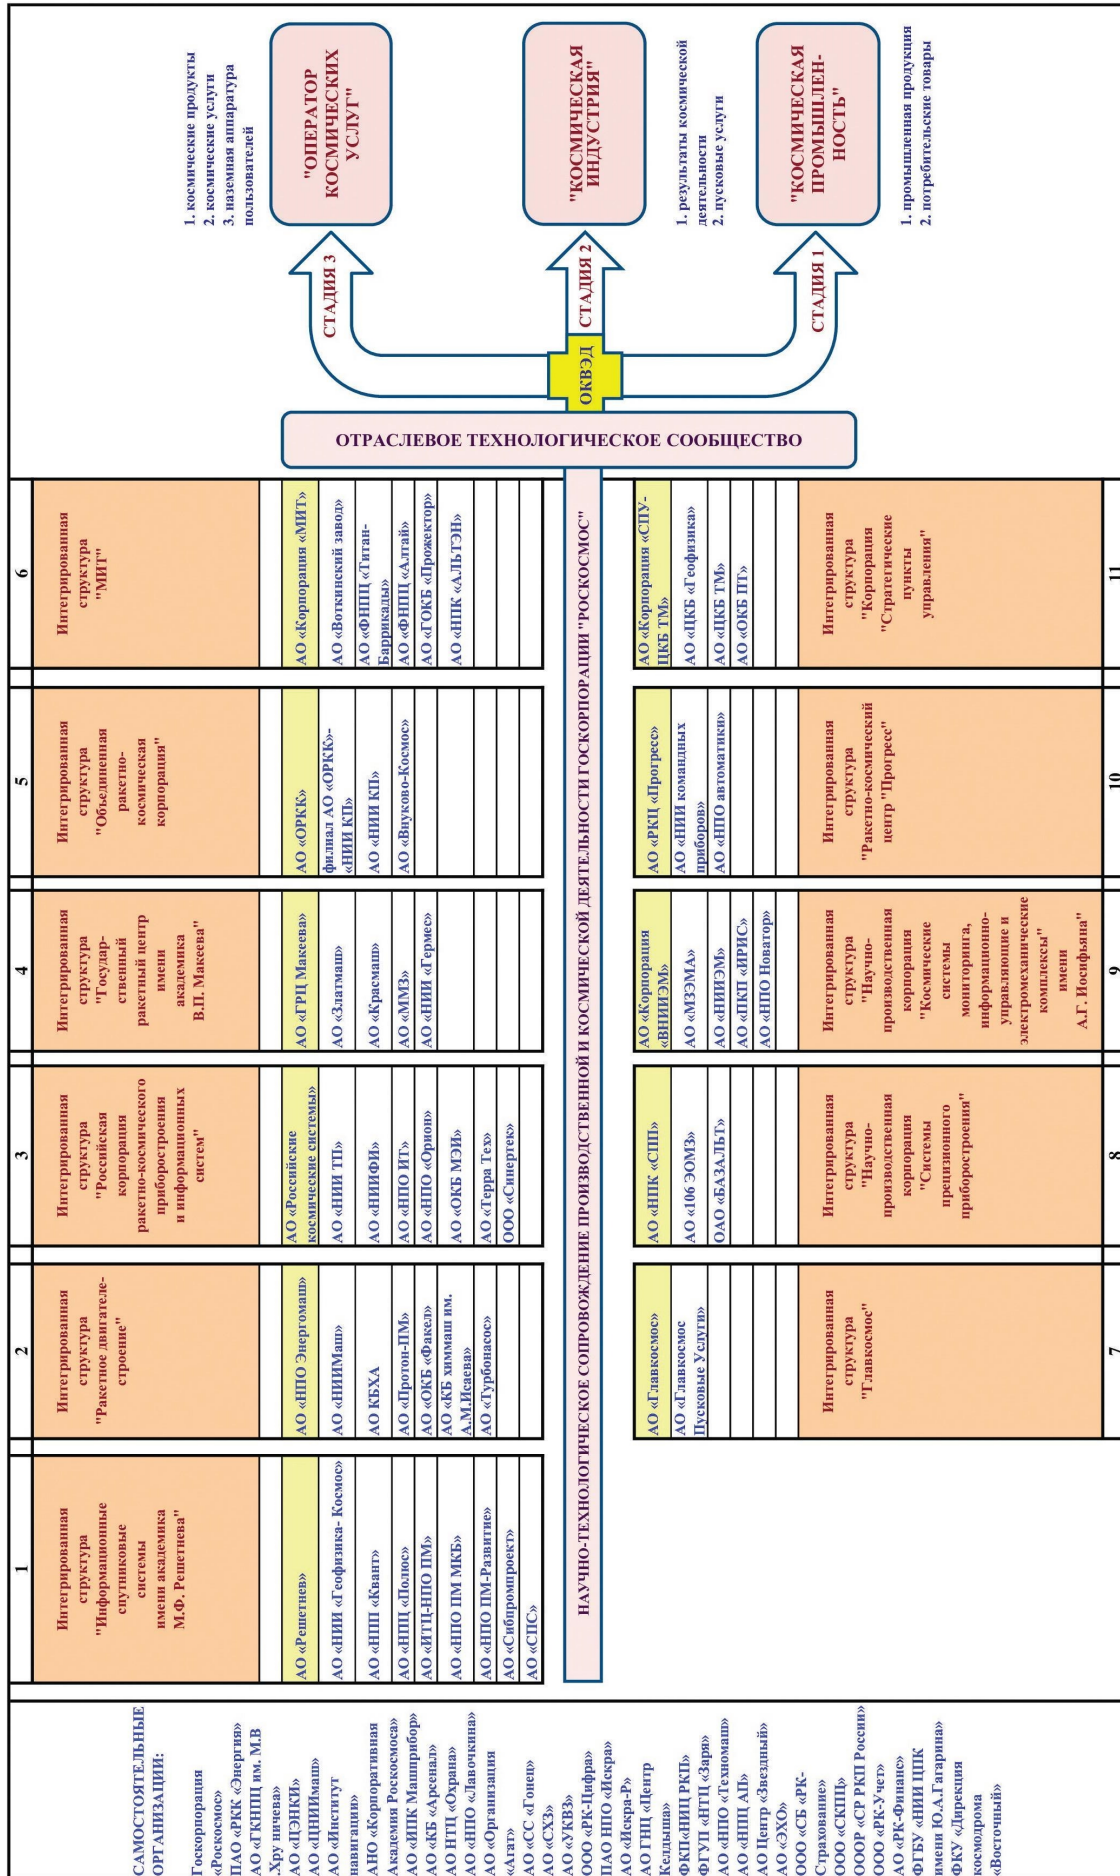 САМОСТОЯТЕЛЬНЫЕ
ОРГАНИЗАЦИИ:
Госкорпорация
«Роскосмос»
ПАО «РКК «Энергия»
АО «ГКНПЦ им. М.В
.Хру ничева»
АО «ЦЭНКИ»
АО «ЦНИИмаш»
АО «Институт
навигации»
АНО «Корпоративная
Академия Роскосмоса»
АО «ИПК Машприбор»
АО «КБ «Арсенал»
АО НТЦ «Охрана»
АО «НПО «Лавочкина»
АО «Организация
«Агат»
АО «СС «Гонец»
АО «СХЗ»
АО «УКВЗ»
ООО «РК-Цифра»
ПАО НПО «Искра»
АО «Искра-Р»
АО ГНЦ «Центр
Келдыша»
ФКП«НИЦ РКП»
ФГУП «НТЦ «Заря»
АО «НПО «Техномаш»
АО «НПЦ АП»
АО Центр «Звездный»
АО «ЭХО»
ООО «СБ «РК-
Страхование»
ООО «СКПЦ»
ОООР «СР РКП России»
ООО «РК-Учет»
АО «РК-Финанс»
ФГБУ «НИИ ЦПК
имени Ю.А.Гагарина»
ФКУ «Дирекция
космодрома
«Восточный»
1
Интегрированная
структура
"Информационные
спутниковые
системы
имени академика
М.Ф. Решетнева"
АО «Решетнев»
АО «НИИ «Геофизика- Космос»
АО «НПП «Квант»
АО «НПЦ «Полюс»
АО «ИТЦ-НПО ПМ»
АО «НПО ПМ МКБ»
АО «НПО ПМ-Развитие»
АО «Сибпромпроект»
АО «СПС»
2
Интегрированная
структура
"Ракетное двигателе-
строение"
АО «НПО Энергомаш»
АО «НИИМаш»
АО КБХА
АО «Протон-ПМ»
АО «ОКБ «Факел»
АО «КБ химмаш им.
А.М.Исаева»
АО «Турбонасос»
3
Интегрированная
структура
"Российская
корпорация
ракетно-космического
приборостроения
и информационных
систем"
АО «Российские
космические системы»
АО «НИИ ТП»
АО «НИИФИ»
АО «НПО ИТ»
АО «НПО «Орион»
АО «ОКБ МЭИ»
АО «Терра Тех»
ООО «Синертек»
4
Интегрированная
структура
"Государ-
ственный
ракетный центр
имени
академика
В.П. Макеева"
АО «ГРЦ Макеева»
АО «Златмаш»
АО «Красмаш»
АО «ММЗ»
АО «НИИ «Гермес»
5
Интегрированная
структура
"Объединенная
ракетно-
космическая
корпорация"
АО «ОРКК»
филиал АО «ОРКК»-
«НИИ КП»
АО «НИИ КП»
АО «Внуково-Космос»
6
Интегрированная
структура
"МИТ"
АО «Корпорация «МИТ»
АО «Воткинский завод»
АО «ФНПЦ «Титан-
Баррикады»
АО «ФНПЦ «Алтай»
АО «ГОКБ «Прожектор»
АО «НПК «АЛЬТЭН»
НАУЧНО-ТЕХНОЛОГИЧЕСКОЕ СОПРОВОЖДЕНИЕ ПРОИЗВОДСТВЕННОЙ И КОСМИЧЕСКОЙ ДЕЯТЕЛЬНОСТИ ГОСКОРПОРАЦИИ "РОСКОСМОС"
АО «Главкосмос»
АО «Главкосмос
Пусковые Услуги»
Интегрированная
структура
"Главкосмос"
7
АО «НПК «СПП»
АО «106 ЭОМЗ»
ОАО «БАЗАЛЬТ»
Интегрированная
структура
"Научно-
производственная
корпорация
"Системы
прецизионного
приборостроения"
8
АО «Корпорация
«ВНИИЭМ»
АО «МЗЭМА»
АО «НИИЭМ»
АО «ПКП «ИРИС»
АО «НПО Новатор»
Интегрированная
структура
"Научно-
производственная
корпорация
"Космические
системы
мониторинга,
информационно-
управляющие и
электромеханические
комплексы"
имени
А.Г. Иосифьяна"
9
АО «РКЦ «Прогресс»
АО «НИИ командных
приборов»
АО «НПО автоматики»
Интегрированная
структура
"Ракетно-космический
центр "Прогресс"
10
АО «Корпорация «СПУ-
ЦКБ ТМ»
АО «ЦКБ «Геофизика»
АО «ЦКБ ТМ»
АО «ОКБ ПТ»
Интегрированная
структура
"Корпорация
"Стратегические
пункты
управления"
11
ОТРАСЛЕВОЕ ТЕХНОЛОГИЧЕСКОЕ СООБЩЕСТВО
ОКВЭД
СТАДИЯ 3
СТАДИЯ 2
СТАДИЯ 1
1. космические продукты
2. космические услуги
3. наземная аппаратура
пользователей
"ОПЕРАТОР
КОСМИЧЕСКИХ
УСЛУГ"
"КОСМИЧЕСКАЯ
ИНДУСТРИЯ"
1. результаты космической
деятельности
2. пусковые услуги
"КОСМИЧЕСКАЯ
ПРОМЫШЛЕН-
НОСТЬ"
1. промышленная продукция
2. потребительские товары